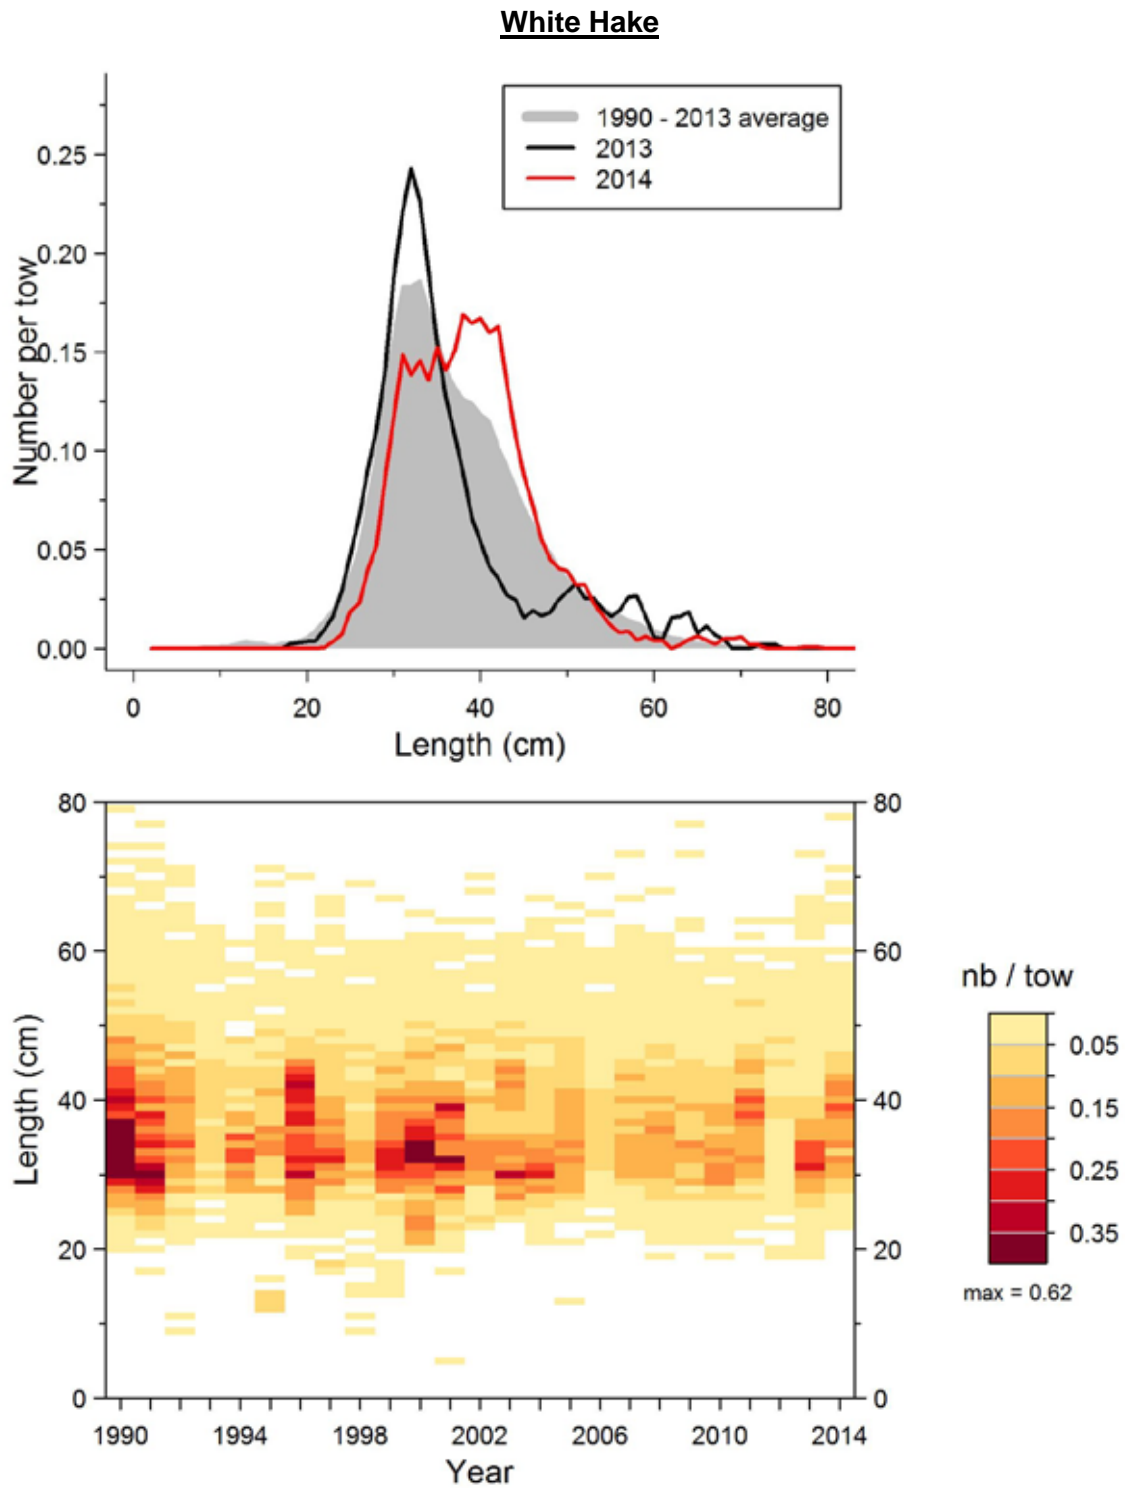 White Hake
1990 - 2013 average
2013
2014
0.25
0.20
0.15
0.10
0.05
0.00
Number per tow
0 20 40 60 80
Length (cm)
80 80
60 60
40 40
20 20
0 0
Length (cm)
1990 1994 1998 2002 2006 2010 2014
Year
nb / tow
0.05
0.15
0.25
0.35
max = 0.62